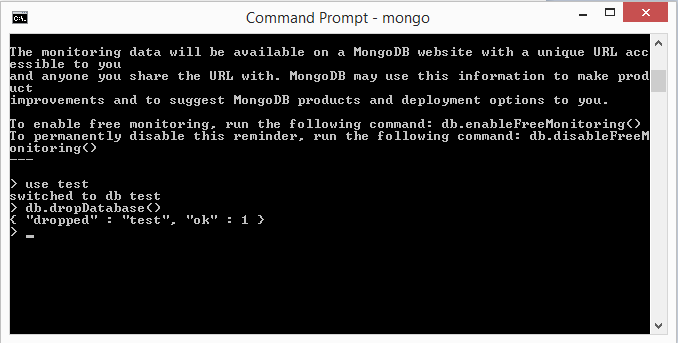 Command Prompt - mongo
The monitoring data will be available on a MongoDB website with a unique URL acc
essible to you
and anyone you share the URL with. MongoDB may use this information to make prod
uct
improvements and to suggest MongoDB products and deployment options to you.
To enable free monitoring, run the following command: db.enableFreeMonitoring()
To permanently disable this reminder, run the following command: db.disableFreeM
onitoring()
---
> use test
switched to db test
> db.dropDatabase()
{ "dropped" : "test", "ok" : 1 }
> _